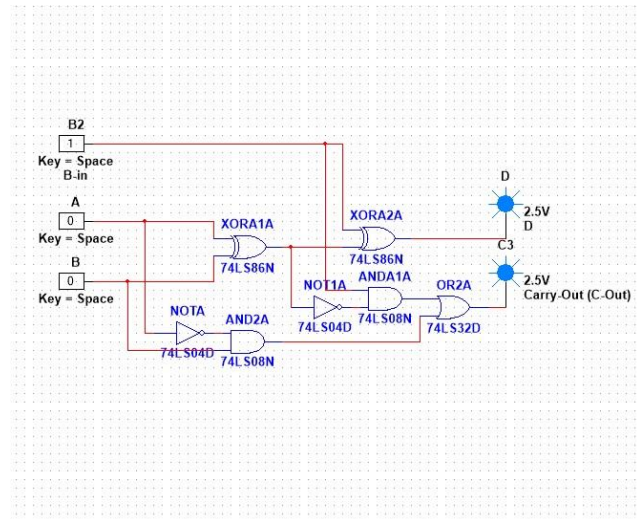 B2
1
Key = Space
B-in
A
0
Key = Space
B
0
Key = Space
XORA1A
74LS86N
XORA2A
74LS86N
D
2.5V
D
C3
2.5V
Carry-Out (C-Out)
NOT1A
74LS04D
ANDA1A
74LS08N
OR2A
74LS32D
NOTA
74LS04D
AND2A
74LS08N